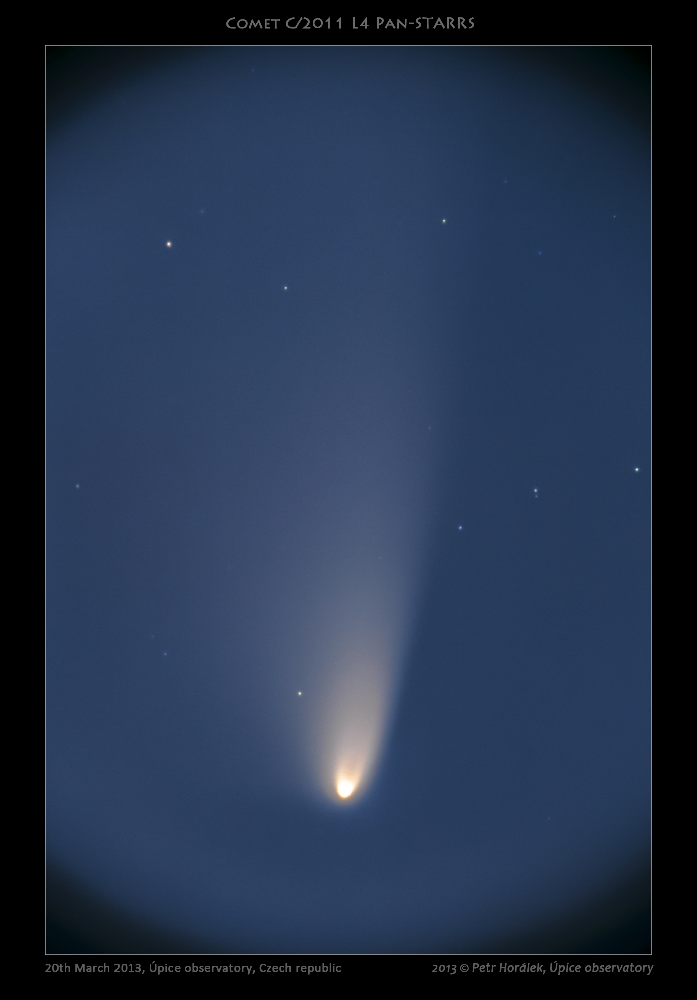 Comet C/2011 L4 Pan-STARRS
20th March 2013, Úpice observatory, Czech republic
2013 © Petr Horálek, Úpice observatory